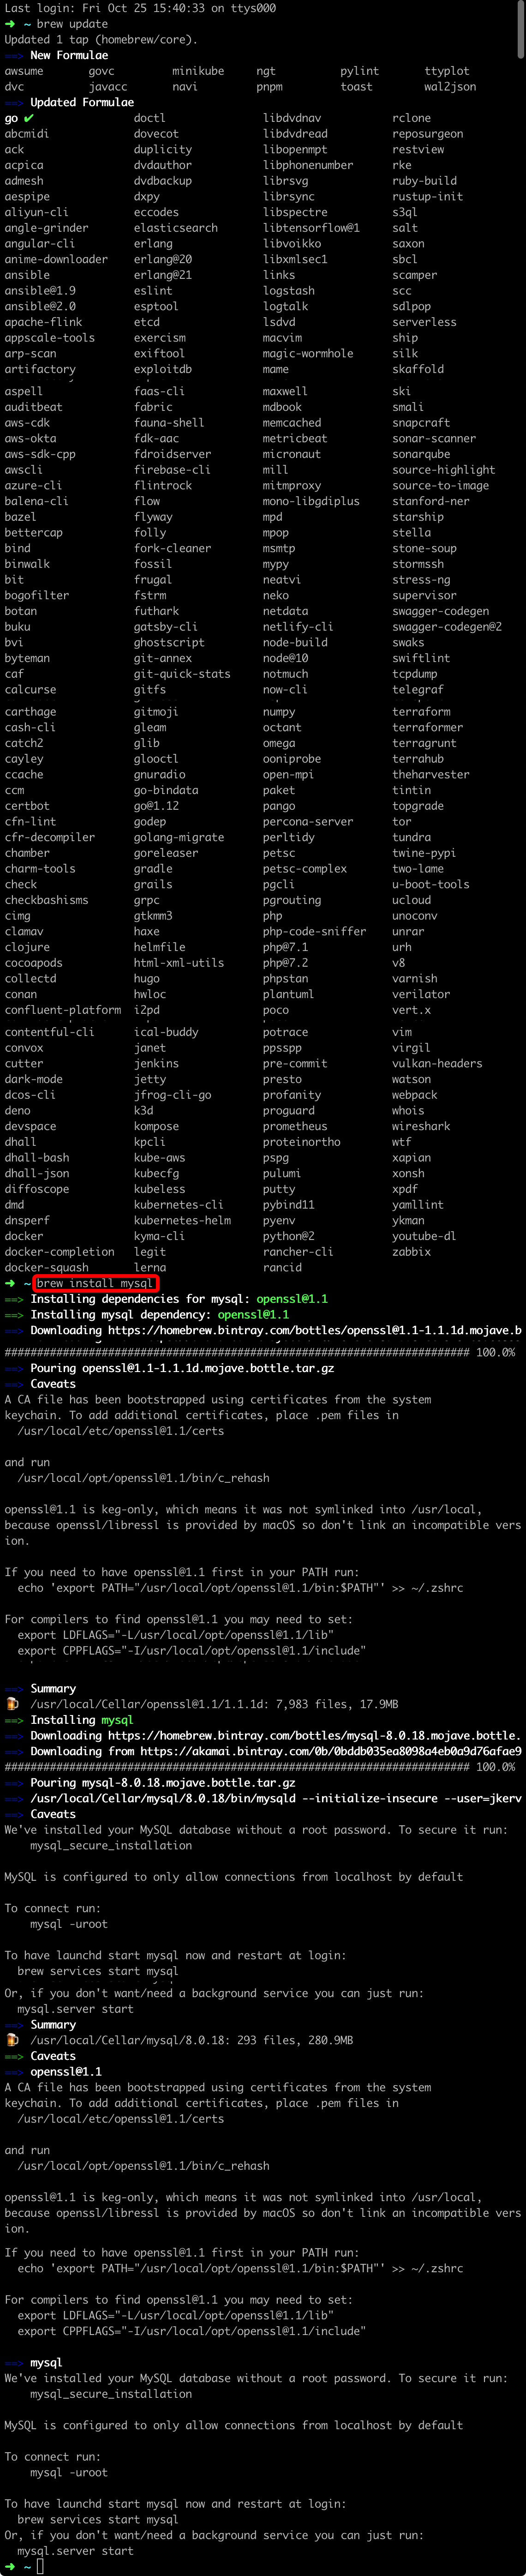 Last login: Fri Oct 25 15:40:33 on ttys000
➜ ~ brew update
Updated 1 tap (homebrew/core).
==> New Formulae
awsume govc minikube ngt pylint ttyplot
dvc javacc navi pnpm toast wal2json
==> Updated Formulae
go ✔ doctl libdvdnav rclone
abcmidi dovecot libdvdread reposurgeon
ack duplicity libopenmpt restview
acpica dvdauthor libphonenumber rke
admesh dvdbackup librsvg ruby-build
aespipe dxpy librsync rustup-init
aliyun-cli eccodes libspectre s3ql
angle-grinder elasticsearch libtensorflow@1 salt
angular-cli erlang libvoikko saxon
anime-downloader erlang@20 libxmlsec1 sbcl
ansible erlang@21 links scamper
ansible@1.9 eslint logstash scc
ansible@2.0 esptool logtalk sdlpop
apache-flink etcd lsdvd serverless
appscale-tools exercism macvim ship
arp-scan exiftool magic-wormhole silk
artifactory exploitdb mame skaffold
aspell faas-cli maxwell ski
auditbeat fabric mdbook smali
aws-cdk fauna-shell memcached snapcraft
aws-okta fdk-aac metricbeat sonar-scanner
aws-sdk-cpp fdroidserver micronaut sonarqube
awscli firebase-cli mill source-highlight
azure-cli flintrock mitmproxy source-to-image
balena-cli flow mono-libgdiplus stanford-ner
bazel flyway mpd starship
bettercap folly mpop stella
bind fork-cleaner msmtp stone-soup
binwalk fossil mypy stormssh
bit frugal neatvi stress-ng
bogofilter fstrm neko supervisor
botan futhark netdata swagger-codegen
buku gatsby-cli netlify-cli swagger-codegen@2
bvi ghostscript node-build swaks
byteman git-annex node@10 swiftlint
caf git-quick-stats notmuch tcpdump
calcurse gitfs now-cli telegraf
carthage gitmoji numpy terraform
cash-cli gleam octant terraformer
catch2 glib omega terragrunt
cayley glooctl ooniprobe terrahub
ccache gnuradio open-mpi theharvester
ccm go-bindata paket tintin
certbot go@1.12 pango topgrade
cfn-lint godep percona-server tor
cfr-decompiler golang-migrate perltidy tundra
chamber goreleaser petsc twine-pypi
charm-tools gradle petsc-complex two-lame
check grails pgcli u-boot-tools
checkbashisms grpc pgrouting ucloud
cimg gtkmm3 php unoconv
clamav haxe php-code-sniffer unrar
clojure helmfile php@7.1 urh
cocoapods html-xml-utils php@7.2 v8
collectd hugo phpstan varnish
conan hwloc plantuml verilator
confluent-platform i2pd poco vert.x
contentful-cli ical-buddy potrace vim
convox janet ppsspp virgil
cutter jenkins pre-commit vulkan-headers
dark-mode jetty presto watson
dcos-cli jfrog-cli-go profanity webpack
deno k3d proguard whois
devspace kompose prometheus wireshark
dhall kpcli proteinortho wtf
dhall-bash kube-aws pspg xapian
dhall-json kubecfg pulumi xonsh
diffoscope kubeless putty xpdf
dmd kubernetes-cli pybind11 yamllint
dnsperf kubernetes-helm pyenv ykman
docker kyma-cli python@2 youtube-dl
docker-completion legit rancher-cli zabbix
docker-squash lerna rancid
➜ ~ brew install mysql
==> Installing dependencies for mysql: openssl@1.1
==> Installing mysql dependency: openssl@1.1
==> Downloading https://homebrew.bintray.com/bottles/openssl@1.1-1.1.1d.mojave.b
######################################################################## 100.0%
==> Pouring openssl@1.1-1.1.1d.mojave.bottle.tar.gz
==> Caveats
A CA file has been bootstrapped using certificates from the system
keychain. To add additional certificates, place .pem files in
/usr/local/etc/openssl@1.1/certs
and run
/usr/local/opt/openssl@1.1/bin/c_rehash
openssl@1.1 is keg-only, which means it was not symlinked into /usr/local,
because openssl/libressl is provided by macOS so don't link an incompatible vers
ion.
If you need to have openssl@1.1 first in your PATH run:
echo 'export PATH="/usr/local/opt/openssl@1.1/bin:$PATH"' >> ~/.zshrc
For compilers to find openssl@1.1 you may need to set:
export LDFLAGS="-L/usr/local/opt/openssl@1.1/lib"
export CPPFLAGS="-I/usr/local/opt/openssl@1.1/include"
==> Summary
🍺 /usr/local/Cellar/openssl@1.1/1.1.1d: 7,983 files, 17.9MB
==> Installing mysql
==> Downloading https://homebrew.bintray.com/bottles/mysql-8.0.18.mojave.bottle.
==> Downloading from https://akamai.bintray.com/0b/0bddb035ea8098a4eb0a9d76afae9
######################################################################## 100.0%
==> Pouring mysql-8.0.18.mojave.bottle.tar.gz
==> /usr/local/Cellar/mysql/8.0.18/bin/mysqld --initialize-insecure --user=jkerv
==> Caveats
We've installed your MySQL database without a root password. To secure it run:
mysql_secure_installation
MySQL is configured to only allow connections from localhost by default
To connect run:
mysql -uroot
To have launchd start mysql now and restart at login:
brew services start mysql
Or, if you don't want/need a background service you can just run:
mysql.server start
==> Summary
🍺 /usr/local/Cellar/mysql/8.0.18: 293 files, 280.9MB
==> Caveats
==> openssl@1.1
A CA file has been bootstrapped using certificates from the system
keychain. To add additional certificates, place .pem files in
/usr/local/etc/openssl@1.1/certs
and run
/usr/local/opt/openssl@1.1/bin/c_rehash
openssl@1.1 is keg-only, which means it was not symlinked into /usr/local,
because openssl/libressl is provided by macOS so don't link an incompatible vers
ion.
If you need to have openssl@1.1 first in your PATH run:
echo 'export PATH="/usr/local/opt/openssl@1.1/bin:$PATH"' >> ~/.zshrc
For compilers to find openssl@1.1 you may need to set:
export LDFLAGS="-L/usr/local/opt/openssl@1.1/lib"
export CPPFLAGS="-I/usr/local/opt/openssl@1.1/include"
==> mysql
We've installed your MySQL database without a root password. To secure it run:
mysql_secure_installation
MySQL is configured to only allow connections from localhost by default
To connect run:
mysql -uroot
To have launchd start mysql now and restart at login:
brew services start mysql
Or, if you don't want/need a background service you can just run:
mysql.server start
➜ ~